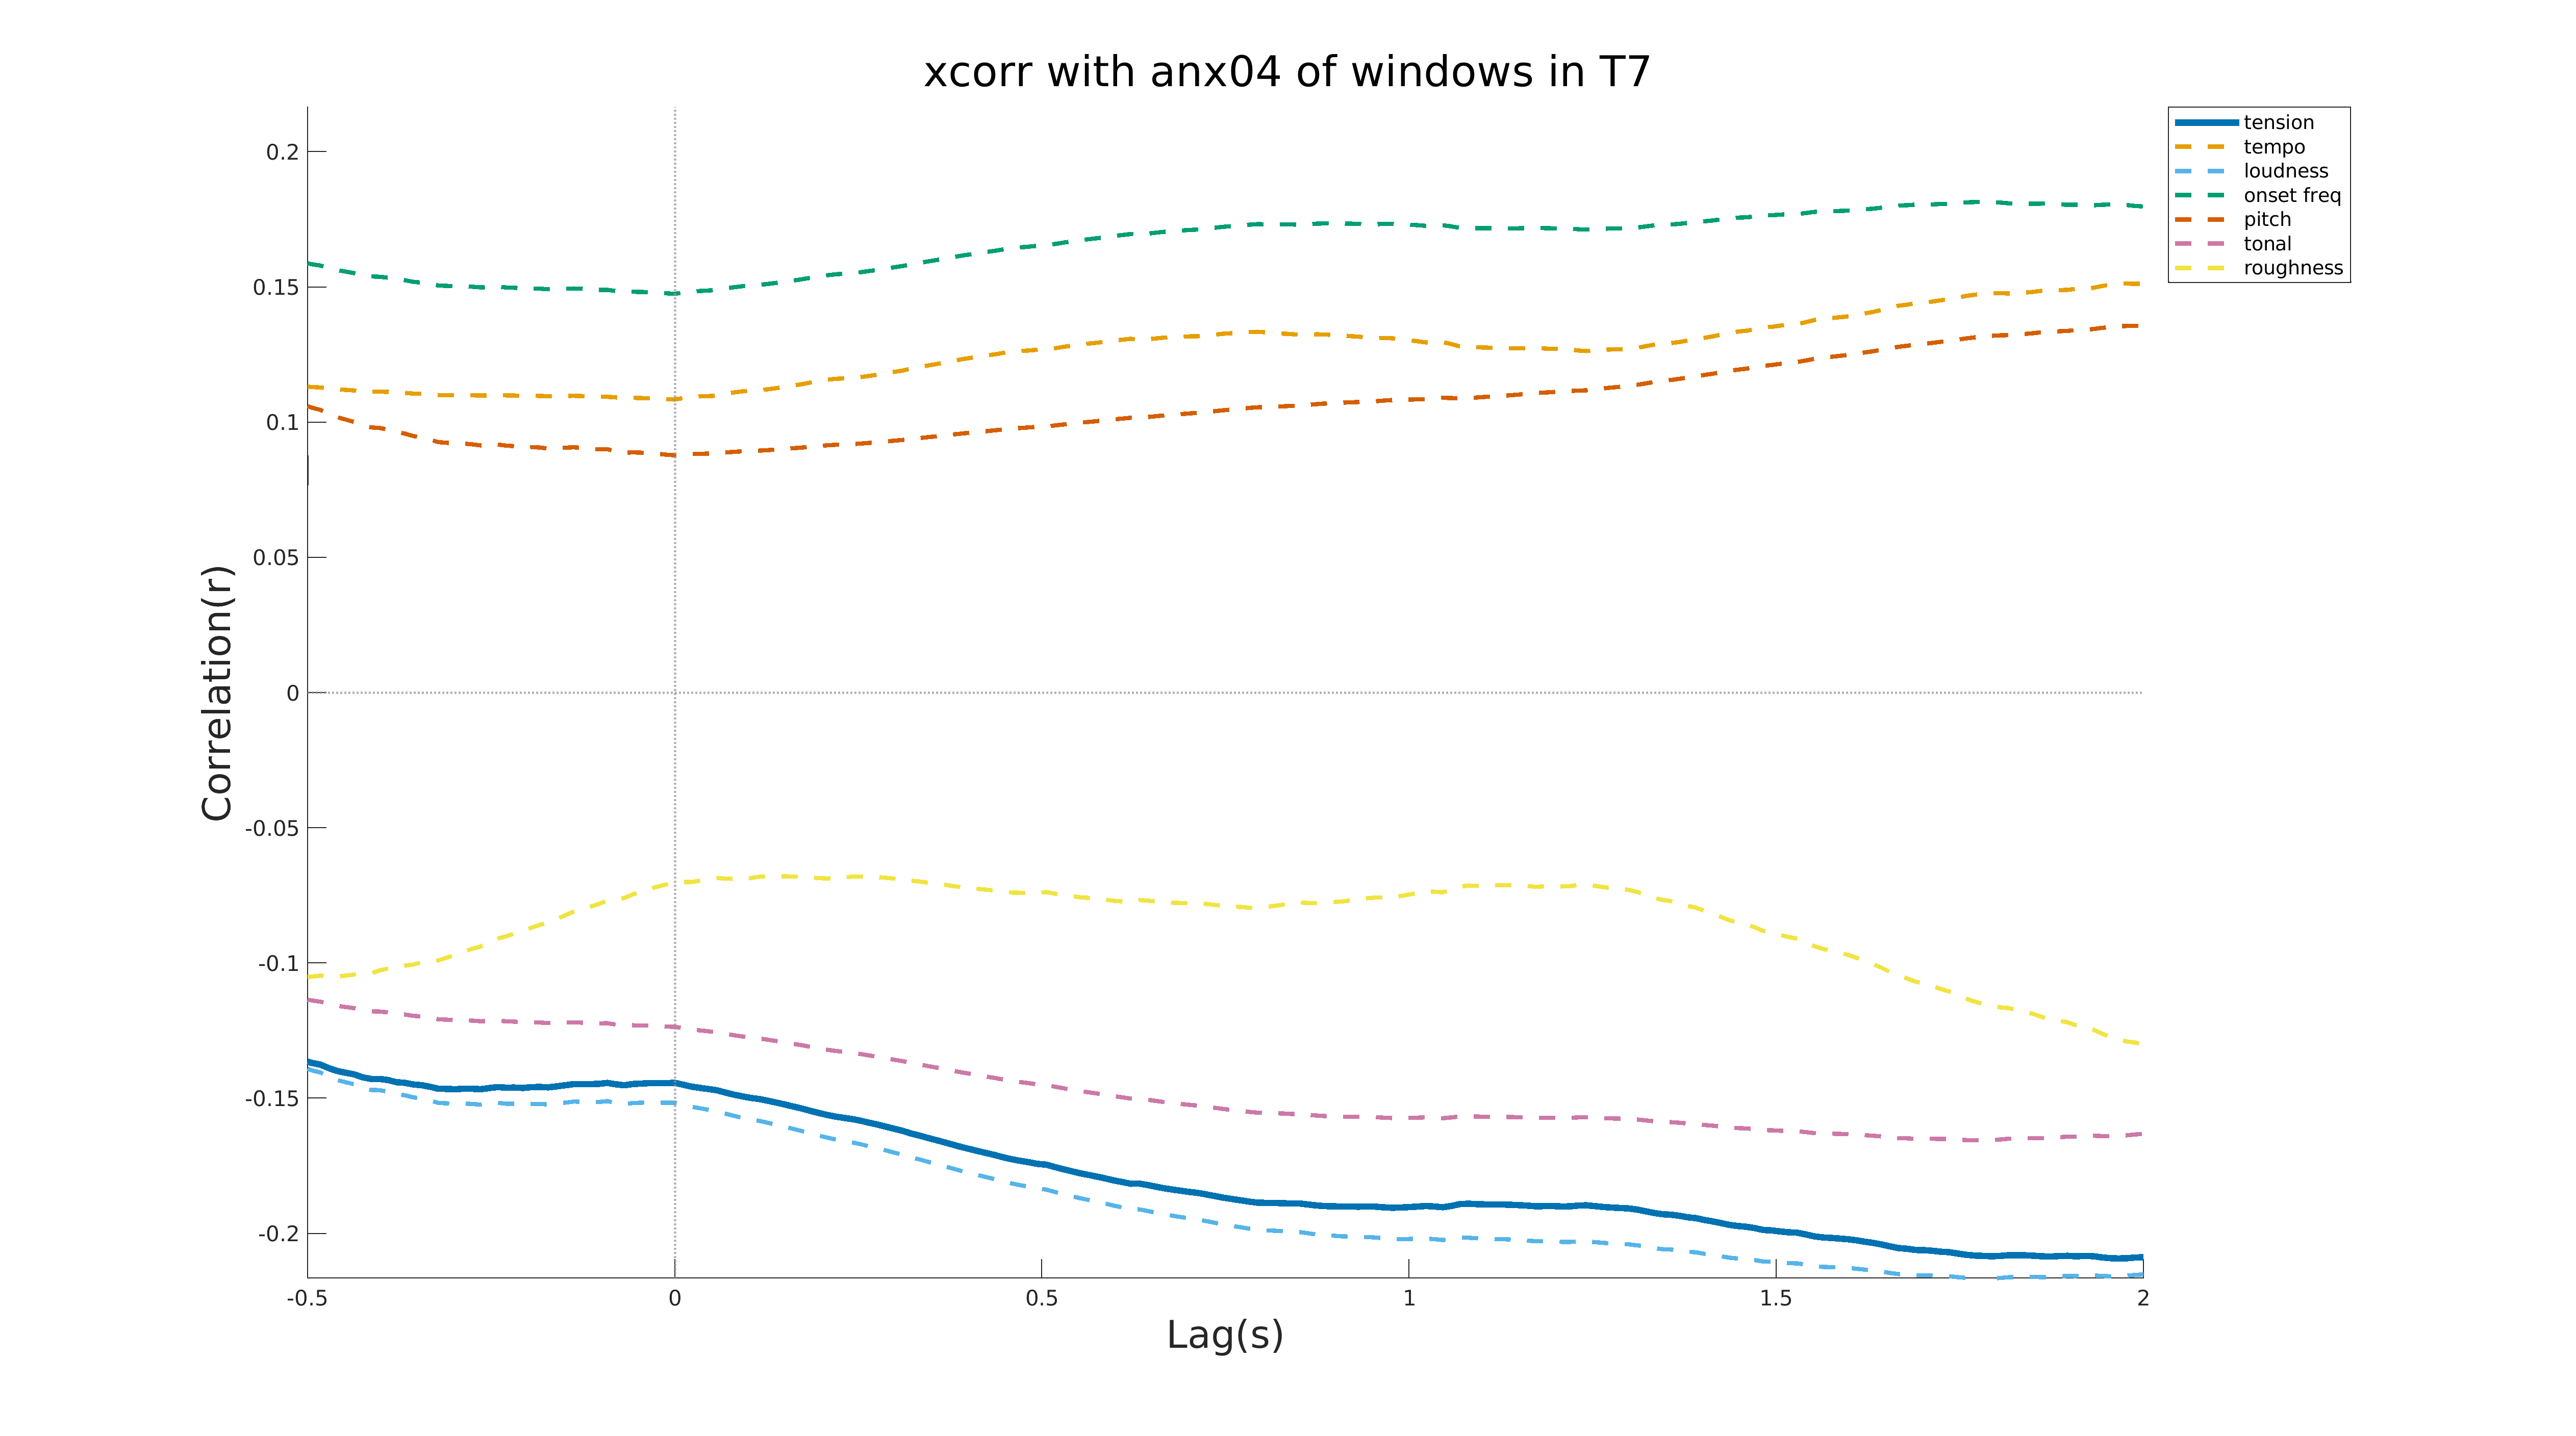 xcorr with anx04 of windows in T7
tension
tempo
loudness
onset freq
pitch
tonal
roughness
0.2
0.15
0.1
0.05
0
-0.05
-0.1
-0.15
-0.2
Correlation(r)
-0.5 0 0.5 1 1.5 2
Lag(s)